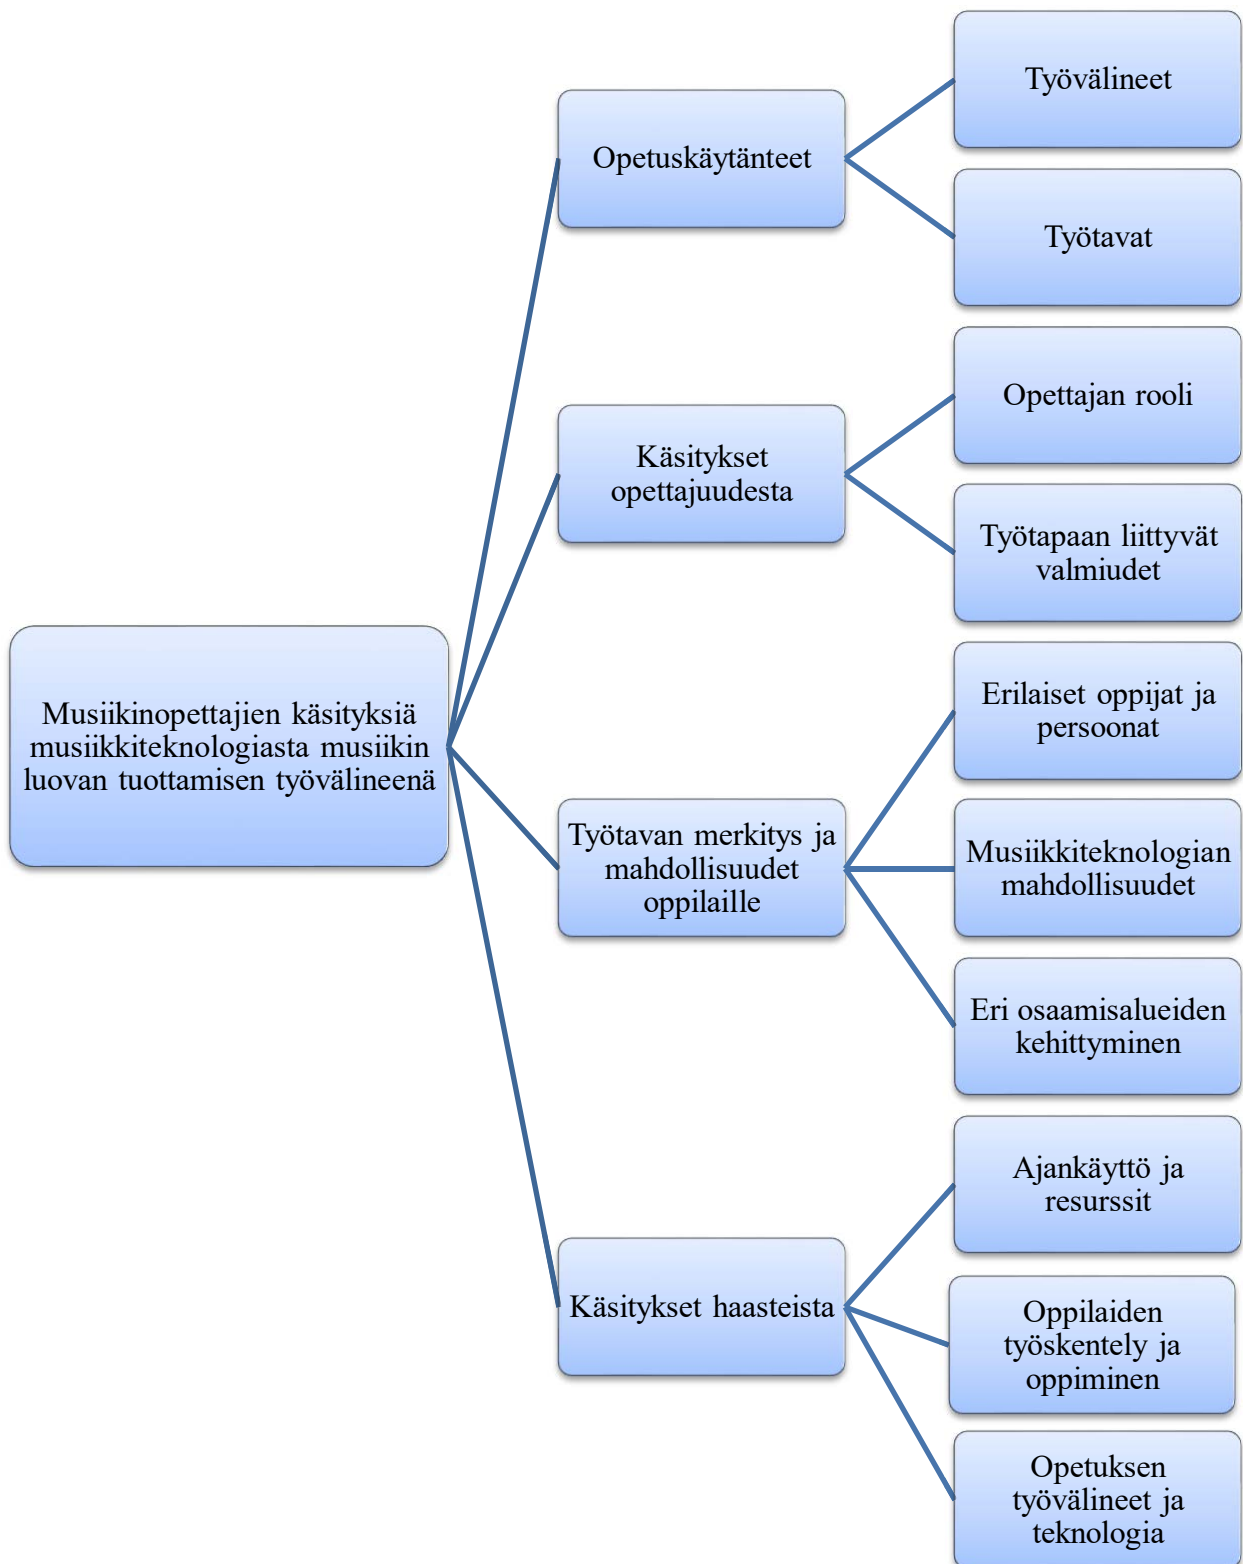 Musiikinopettajien käsityksiä
musiikkiteknologiasta musiikin
luovan tuottamisen työvälineenä
Opetuskäytänteet
Työvälineet
Työtavat
Käsitykset
opettajuudesta
Opettajan rooli
Työtapaan liittyvät
valmiudet
Työtavan merkitys ja
mahdollisuudet
oppilaille
Erilaiset oppijat ja
persoonat
Musiikkiteknologian
mahdollisuudet
Eri osaamisalueiden
kehittyminen
Käsitykset haasteista
Ajankäyttö ja
resurssit
Oppilaiden
työskentely ja
oppiminen
Opetuksen
työvälineet ja
teknologia